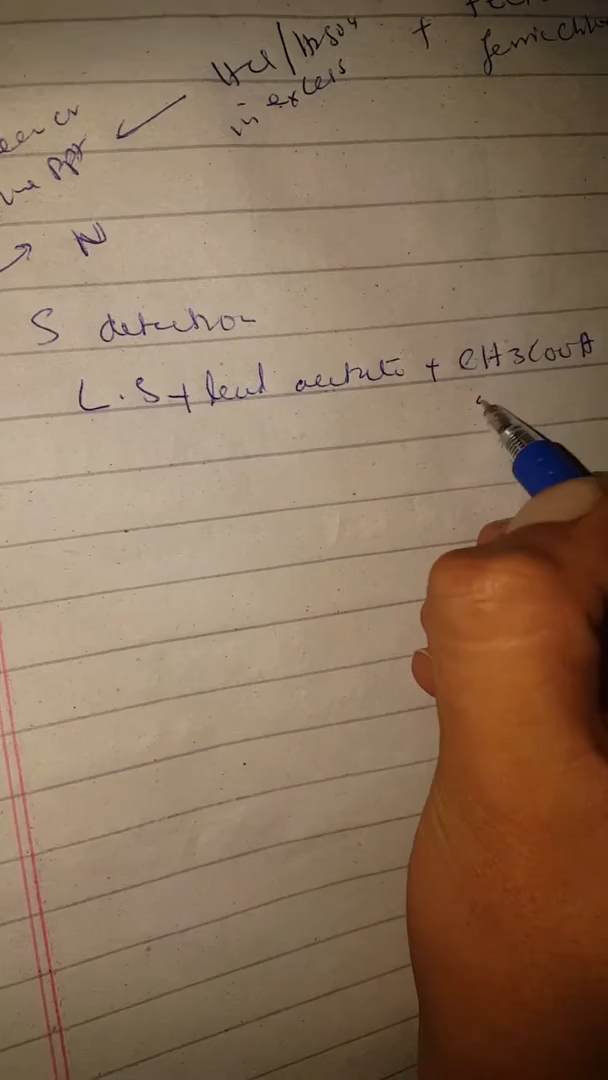 HCl/H2SO4 +
in excess
ppt
N
S detection
L.S + lead acetate + CH3COOH